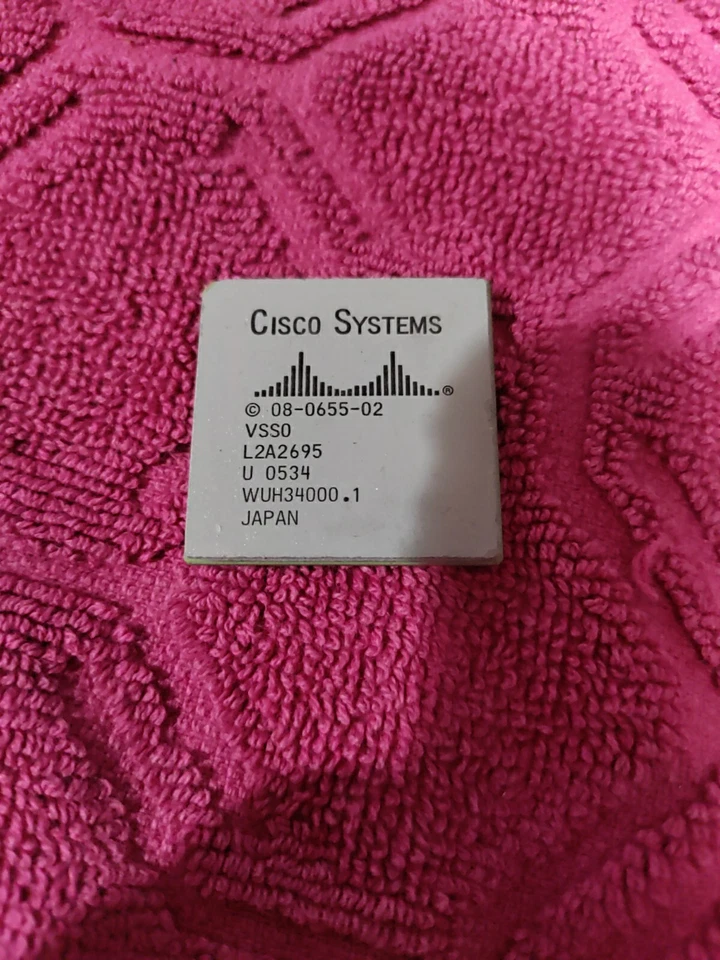 CISCO SYSTEMS
®
© 08-0655-02
VSS0
L2A2695
U 0534
WUH34000.1
JAPAN